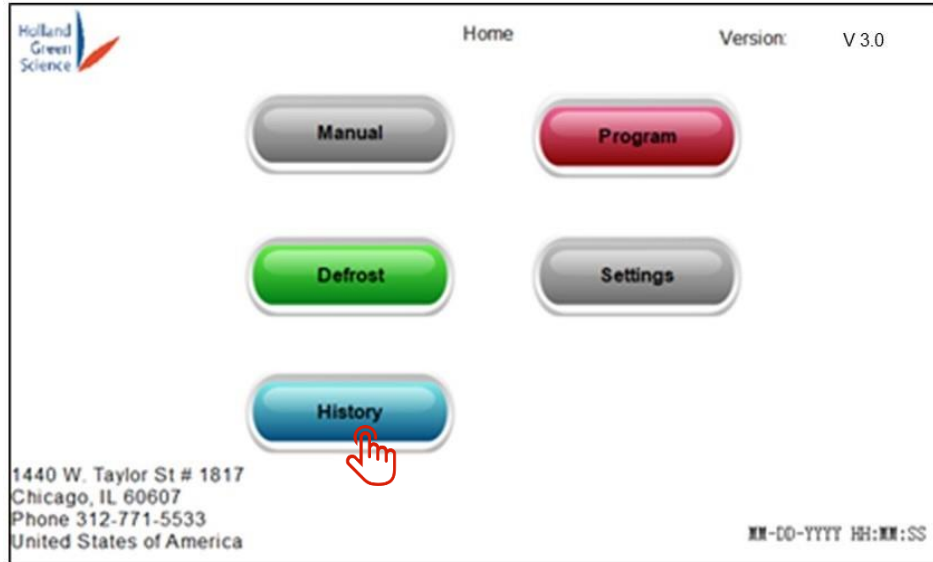 Holland
Green
Science
Home
Version: V 3.0
Manual
Program
Defrost
Settings
History
1440 W. Taylor St # 1817
Chicago, IL 60607
Phone 312-771-5533
United States of America
MM-DD-YYYY HH:MM:SS